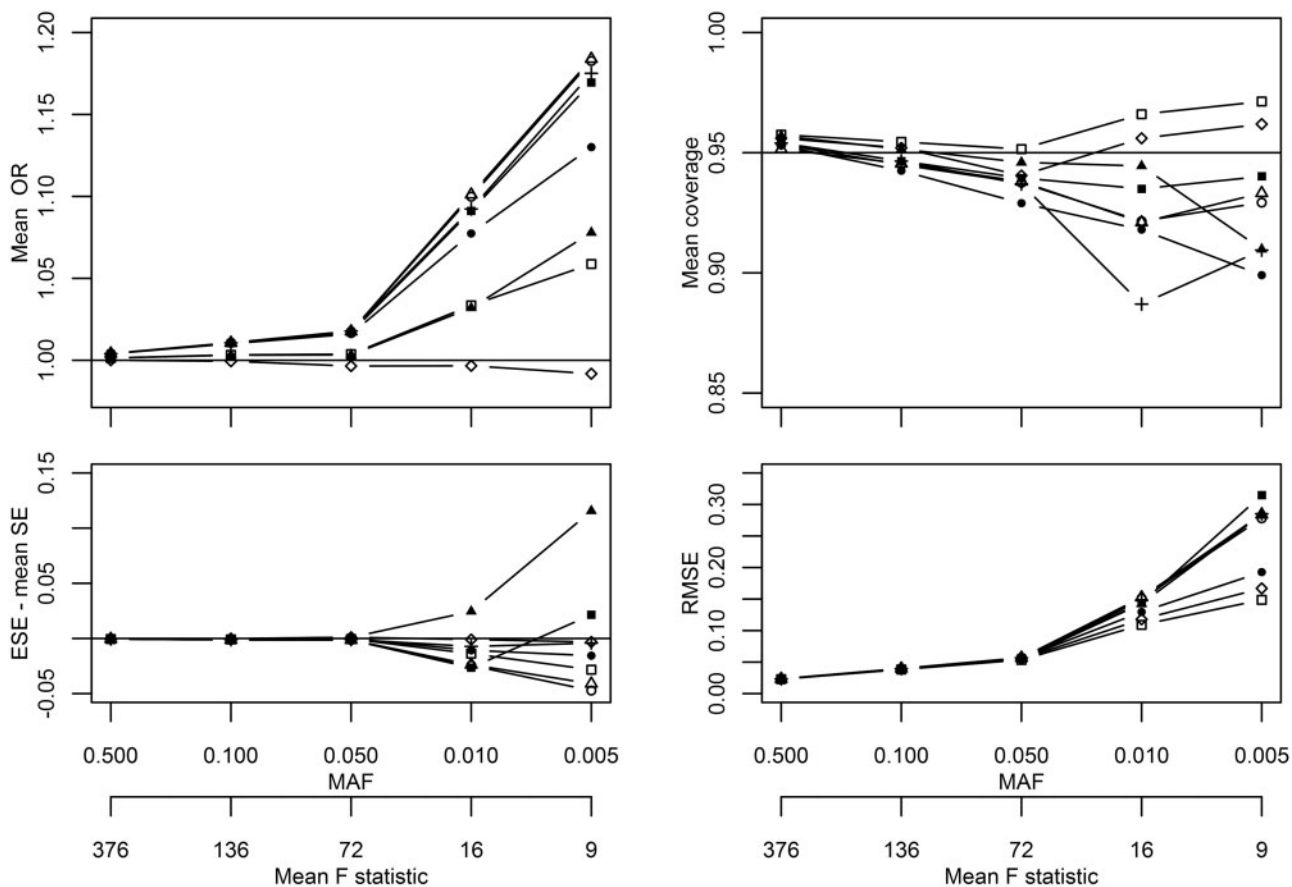 Mean OR
1.00 1.05 1.10 1.15 1.20
Mean coverage
0.85 0.90 0.95 1.00
ESE - mean SE
-0.05 0.05 0.15
RMSE
0.00 0.10 0.20 0.30
0.500 0.100 0.050 0.010 0.005
MAF
376 136 72 16 9
Mean F statistic
0.500 0.100 0.050 0.010 0.005
MAF
376 136 72 16 9
Mean F statistic